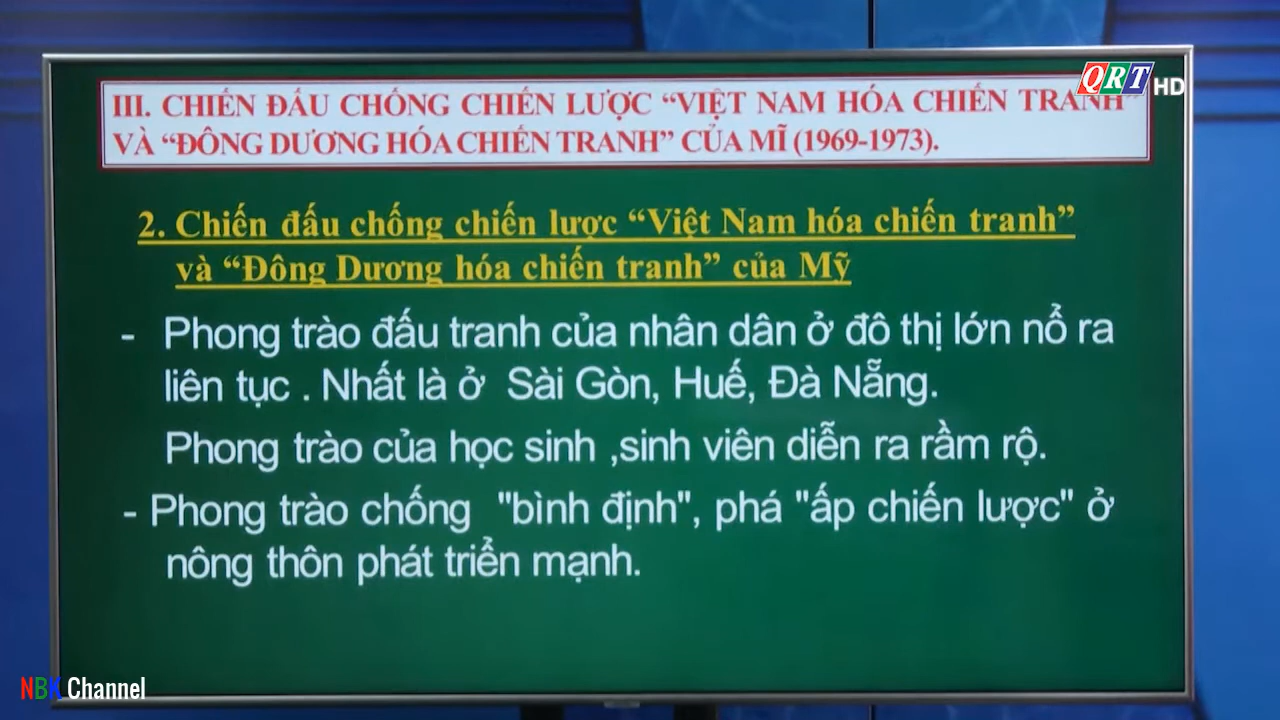 QRT HD
III. CHIẾN ĐẤU CHỐNG CHIẾN LƯỢC “VIỆT NAM HÓA CHIẾN TRANH”
VÀ “ĐÔNG DƯƠNG HÓA CHIẾN TRANH” CỦA MĨ (1969-1973).
2. Chiến đấu chống chiến lược “Việt Nam hóa chiến tranh”
và “Đông Dương hóa chiến tranh” của Mỹ
- Phong trào đấu tranh của nhân dân ở đô thị lớn nổ ra
liên tục . Nhất là ở Sài Gòn, Huế, Đà Nẵng.
Phong trào của học sinh ,sinh viên diễn ra rầm rộ.
- Phong trào chống "bình định", phá "ấp chiến lược" ở
nông thôn phát triển mạnh.
NBK Channel